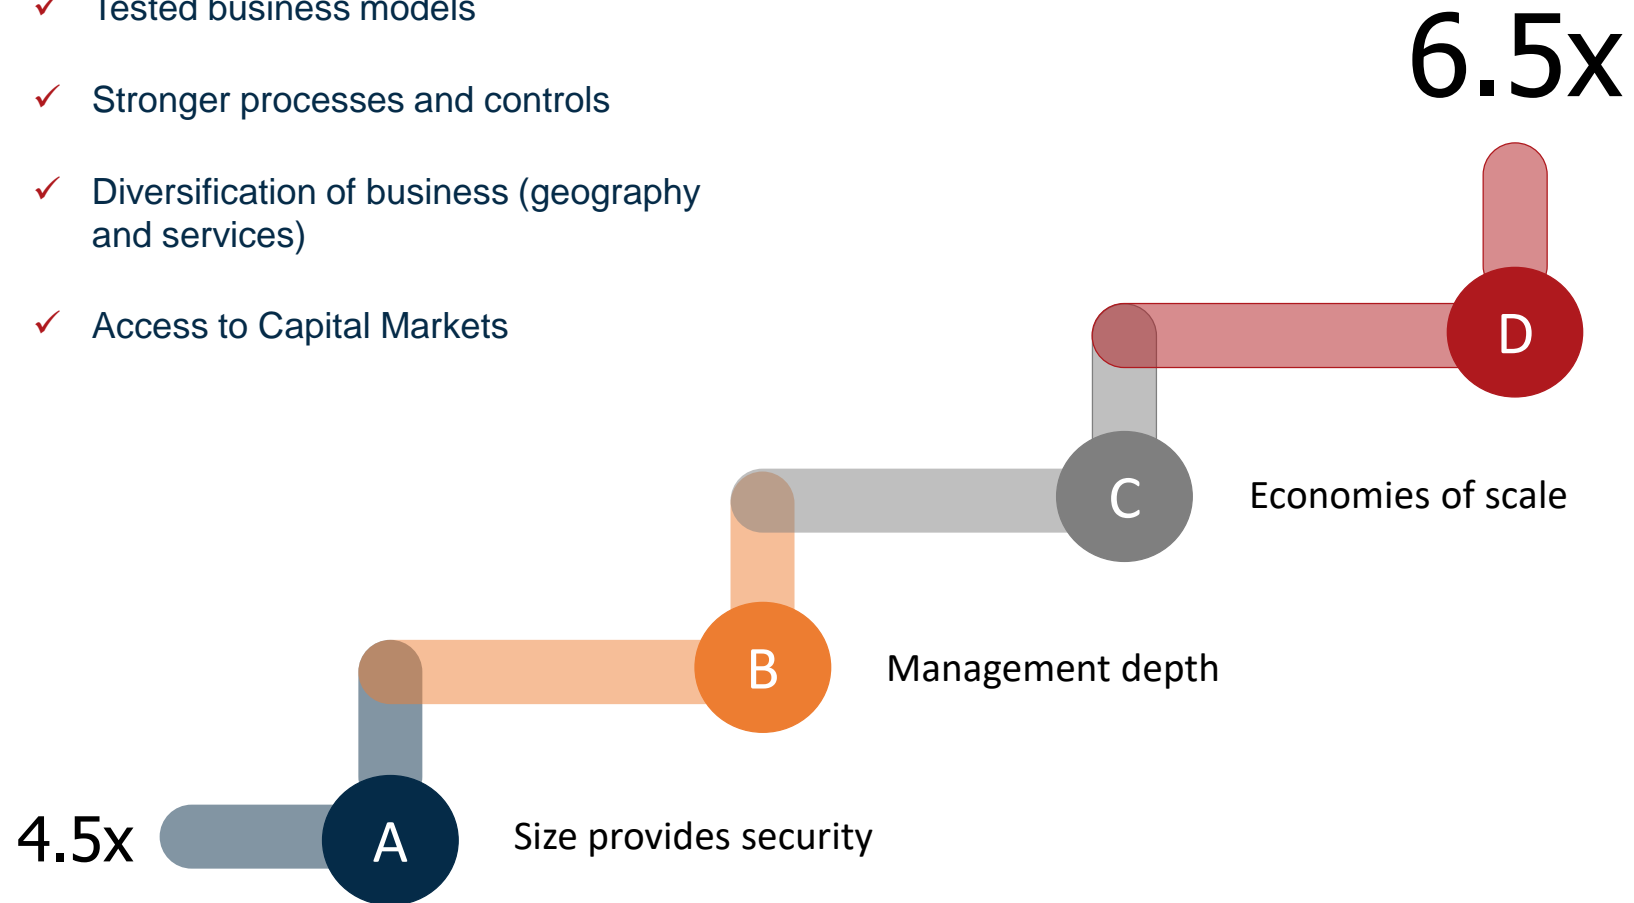 Tested business models
Stronger processes and controls
Diversification of business (geography
and services)
Access to Capital Markets
6.5x
D
C
Economies of scale
B
Management depth
4.5x
A
Size provides security